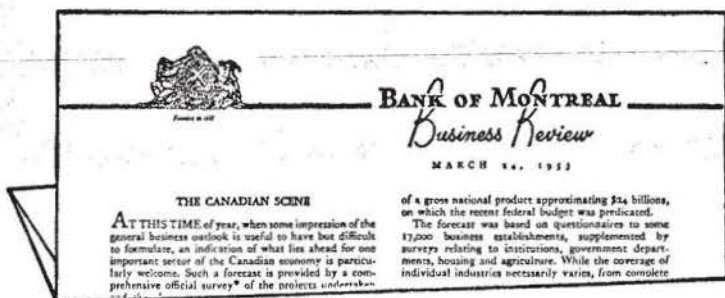 BANK OF MONTREAL
Business Review
MARCH 24, 1953
THE CANADIAN SCENE
AT THIS TIME of year, when some impression of the
general business outlook is useful to have but difficult
to formulate, an indication of what lies ahead for one
important sector of the Canadian economy is particu-
larly welcome. Such a forecast is provided by a com-
prehensive official survey* of the projects undertaken
of a gross national product approximating $24 billions,
on which the recent federal budget was predicated.
The forecast was based on questionnaires to some
17,000 business establishments, supplemented by
surveys relating to institutions, government depart-
ments, housing and agriculture. While the coverage of
individual industries necessarily varies, from complete